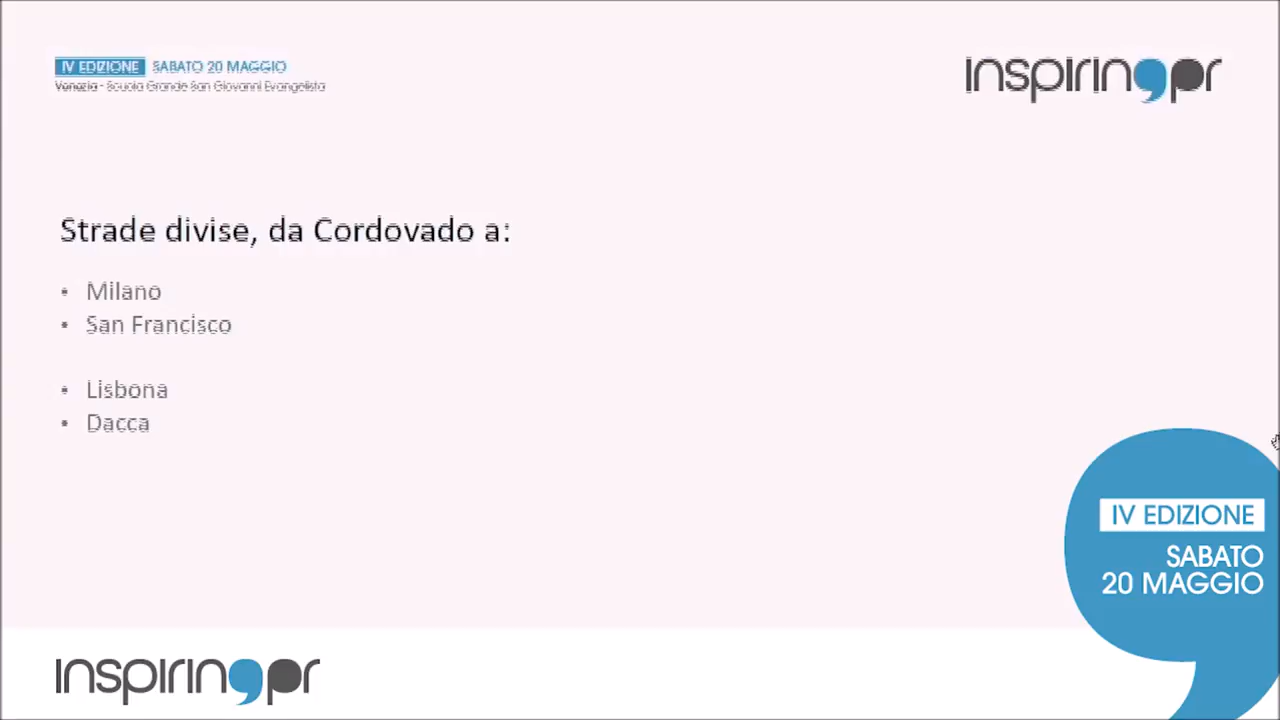 IV EDIZIONE SABATO 20 MAGGIO
Venezia - Scuola Grande San Giovanni Evangelista
inspiringpr
Strade divise, da Cordovado a:
• Milano
• San Francisco
• Lisbona
• Dacca
IV EDIZIONE
SABATO
20 MAGGIO
inspiringpr